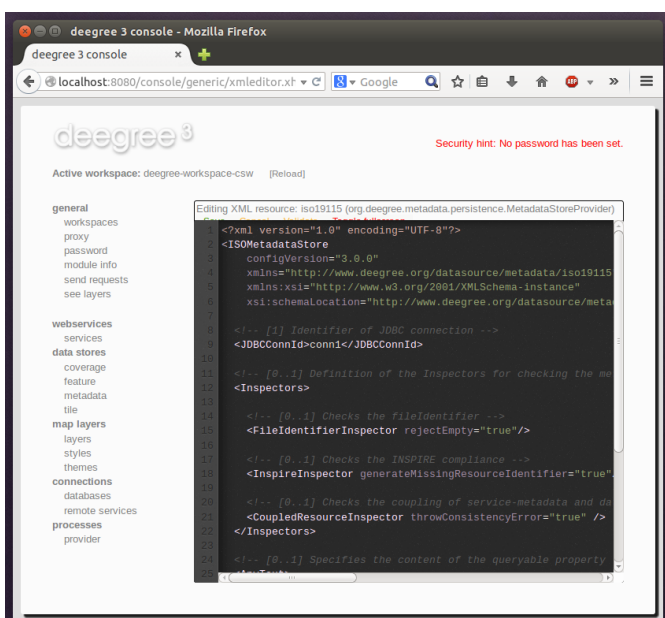 deegree 3 console - Mozilla Firefox
deegree 3 console
localhost:8080/console/generic/xmleditor.xh
Google
ABP
deegree 3
Security hint: No password has been set.
Active workspace: deegree-workspace-csw [Reload]
general
workspaces
proxy
password
module info
send requests
see layers
webservices
services
data stores
coverage
feature
metadata
tile
map layers
layers
styles
themes
connections
databases
remote services
processes
provider
Editing XML resource: iso19115 (org.deegree.metadata.persistence.MetadataStoreProvider)
Toggle fullscreen
1 <?xml version="1.0" encoding="UTF-8"?>
2 <ISOMetadataStore
3 configVersion="3.0.0"
4 xmlns="http://www.deegree.org/datasource/metadata/iso19115
5 xmlns:xsi="http://www.w3.org/2001/XMLSchema-instance"
6 xsi:schemaLocation="http://www.deegree.org/datasource/meta
7
8 <!-- [1] Identifier of JDBC connection -->
9 <JDBCConnId>conn1</JDBCConnId>
10
11 <!-- [0..1] Definition of the Inspectors for checking the me
12 <Inspectors>
13
14 <!-- [0..1] Checks the fileIdentifier -->
15 <FileIdentifierInspector rejectEmpty="true"/>
16
17 <!-- [0..1] Checks the INSPIRE compliance -->
18 <InspireInspector generateMissingResourceIdentifier="true"
19
20 <!-- [0..1] Checks the coupling of service-metadata and da
21 <CoupledResourceInspector throwConsistencyError="true" />
22 </Inspectors>
23
24 <!-- [0..1] Specifies the content of the queryable property
25 <AnyText>